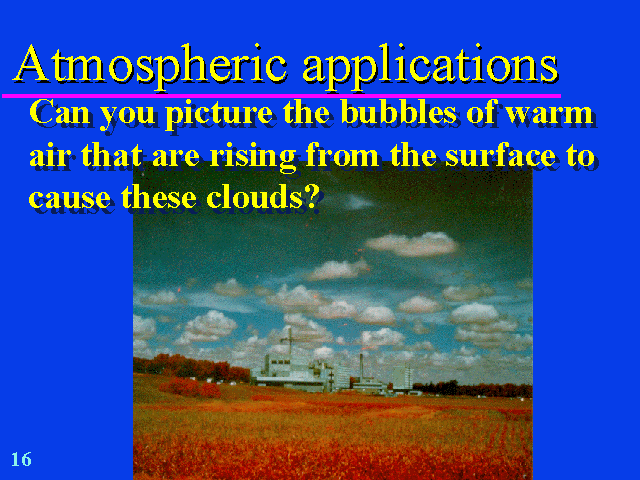 Atmospheric applications
Can you picture the bubbles of warm
air that are rising from the surface to
cause these clouds?
16